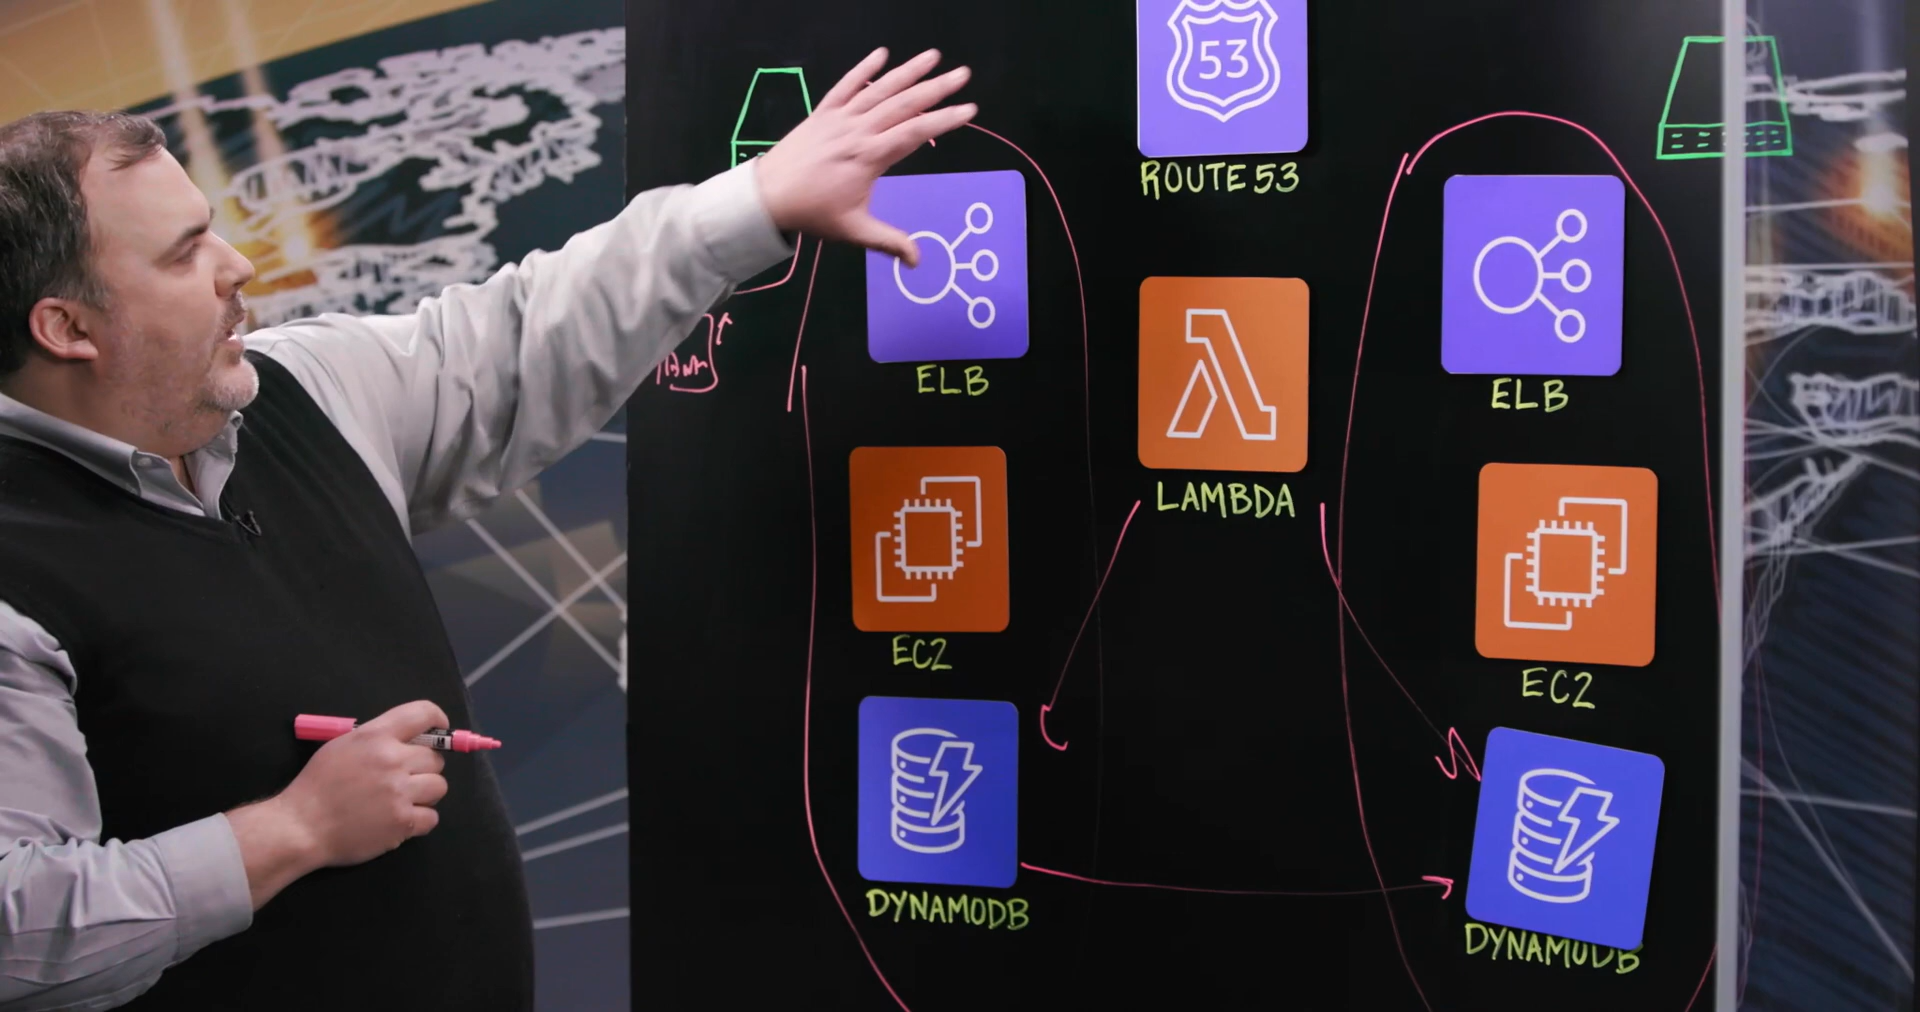 53
ROUTE 53
ELB
ELB
LAMBDA
EC2
EC2
DYNAMODB
DYNAMODB